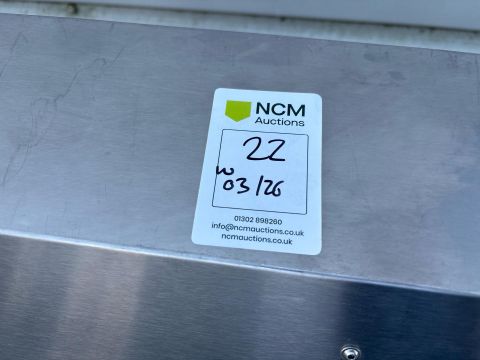 NCM
Auctions
22
w
03/26
01302 898260
info@ncmauctions.co.uk
ncmauctions.co.uk